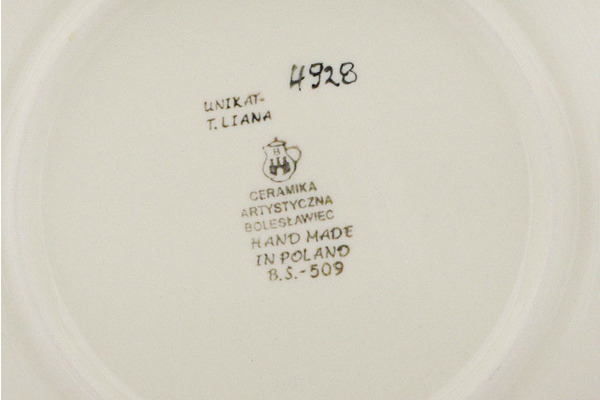 4928
UNIKAT-
T. LIANA
B
CERAMIKA
ARTYSTYCZNA
BOLESŁAWIEC
HAND MADE
IN POLAND
B.Ś.-509